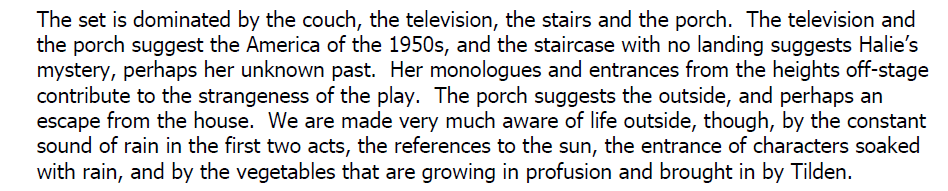 The set is dominated by the couch, the television, the stairs and the porch.  The television and
the porch suggest the America of the 1950s, and the staircase with no landing suggests Halie’s
mystery, perhaps her unknown past.  Her monologues and entrances from the heights off-stage
contribute to the strangeness of the play.  The porch suggests the outside, and perhaps an
escape from the house.  We are made very much aware of life outside, though, by the constant
sound of rain in the first two acts, the references to the sun, the entrance of characters soaked
with rain, and by the vegetables that are growing in profusion and brought in by Tilden.